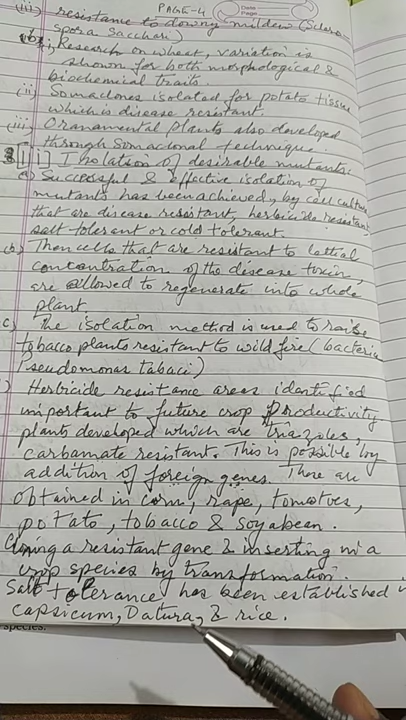 PAGE-4
Date
Page
(iii) resistance to downy mildew (Sclero-
spora Sacchari)
(b) i, Research on wheat, variation is
shown for both morphological &
biochemical traits.
(ii) Somaclones isolated for potato tissue
which is disease resistant.
(iii) Oranamental Plants also developed
through Somaclonal technique.
[ii] Isolation of desirable mutants:
a) Successful & effective isolation of
mutants has been achieved, by cell culture
that are disease resistant, herbicide resistant
salt tolerant or cold tolerant.
(b) Then cells that are resistant to lethal
concentration of the disease toxin,
are allowed to regenerate into whole
plant.
c) The isolation method is used to raise
tobacco plants resistant to wild fire (bacteria
Pseudomonas tabaci)
) Herbicide resistance areas identified
important to future crop productivity
plants developed which are triazoles,
carbamate resistant. This is possible by
addition of foreign genes. These are
obtained in corn, rape, tomatoes,
potato, tobacco & soyabean.
Cloning a resistant gene & inserting in a
crop species by transformation.
Salt tolerance has been established i
capsicum, Datura, & rice.
species.